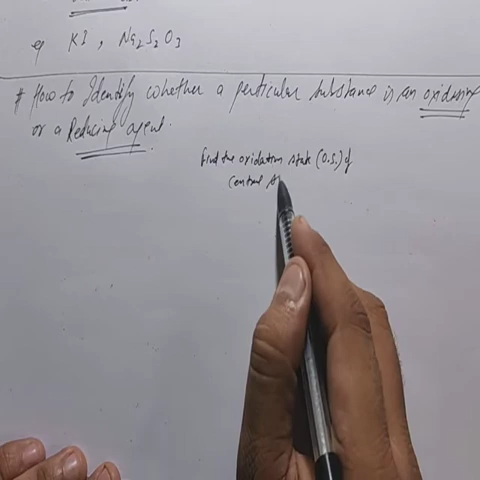 eg KI, Na2S2O3
# How to Identify whether a perticular substance is an oxidising
or a Reducing agent.
find the oxidation state (O.S.) of
central